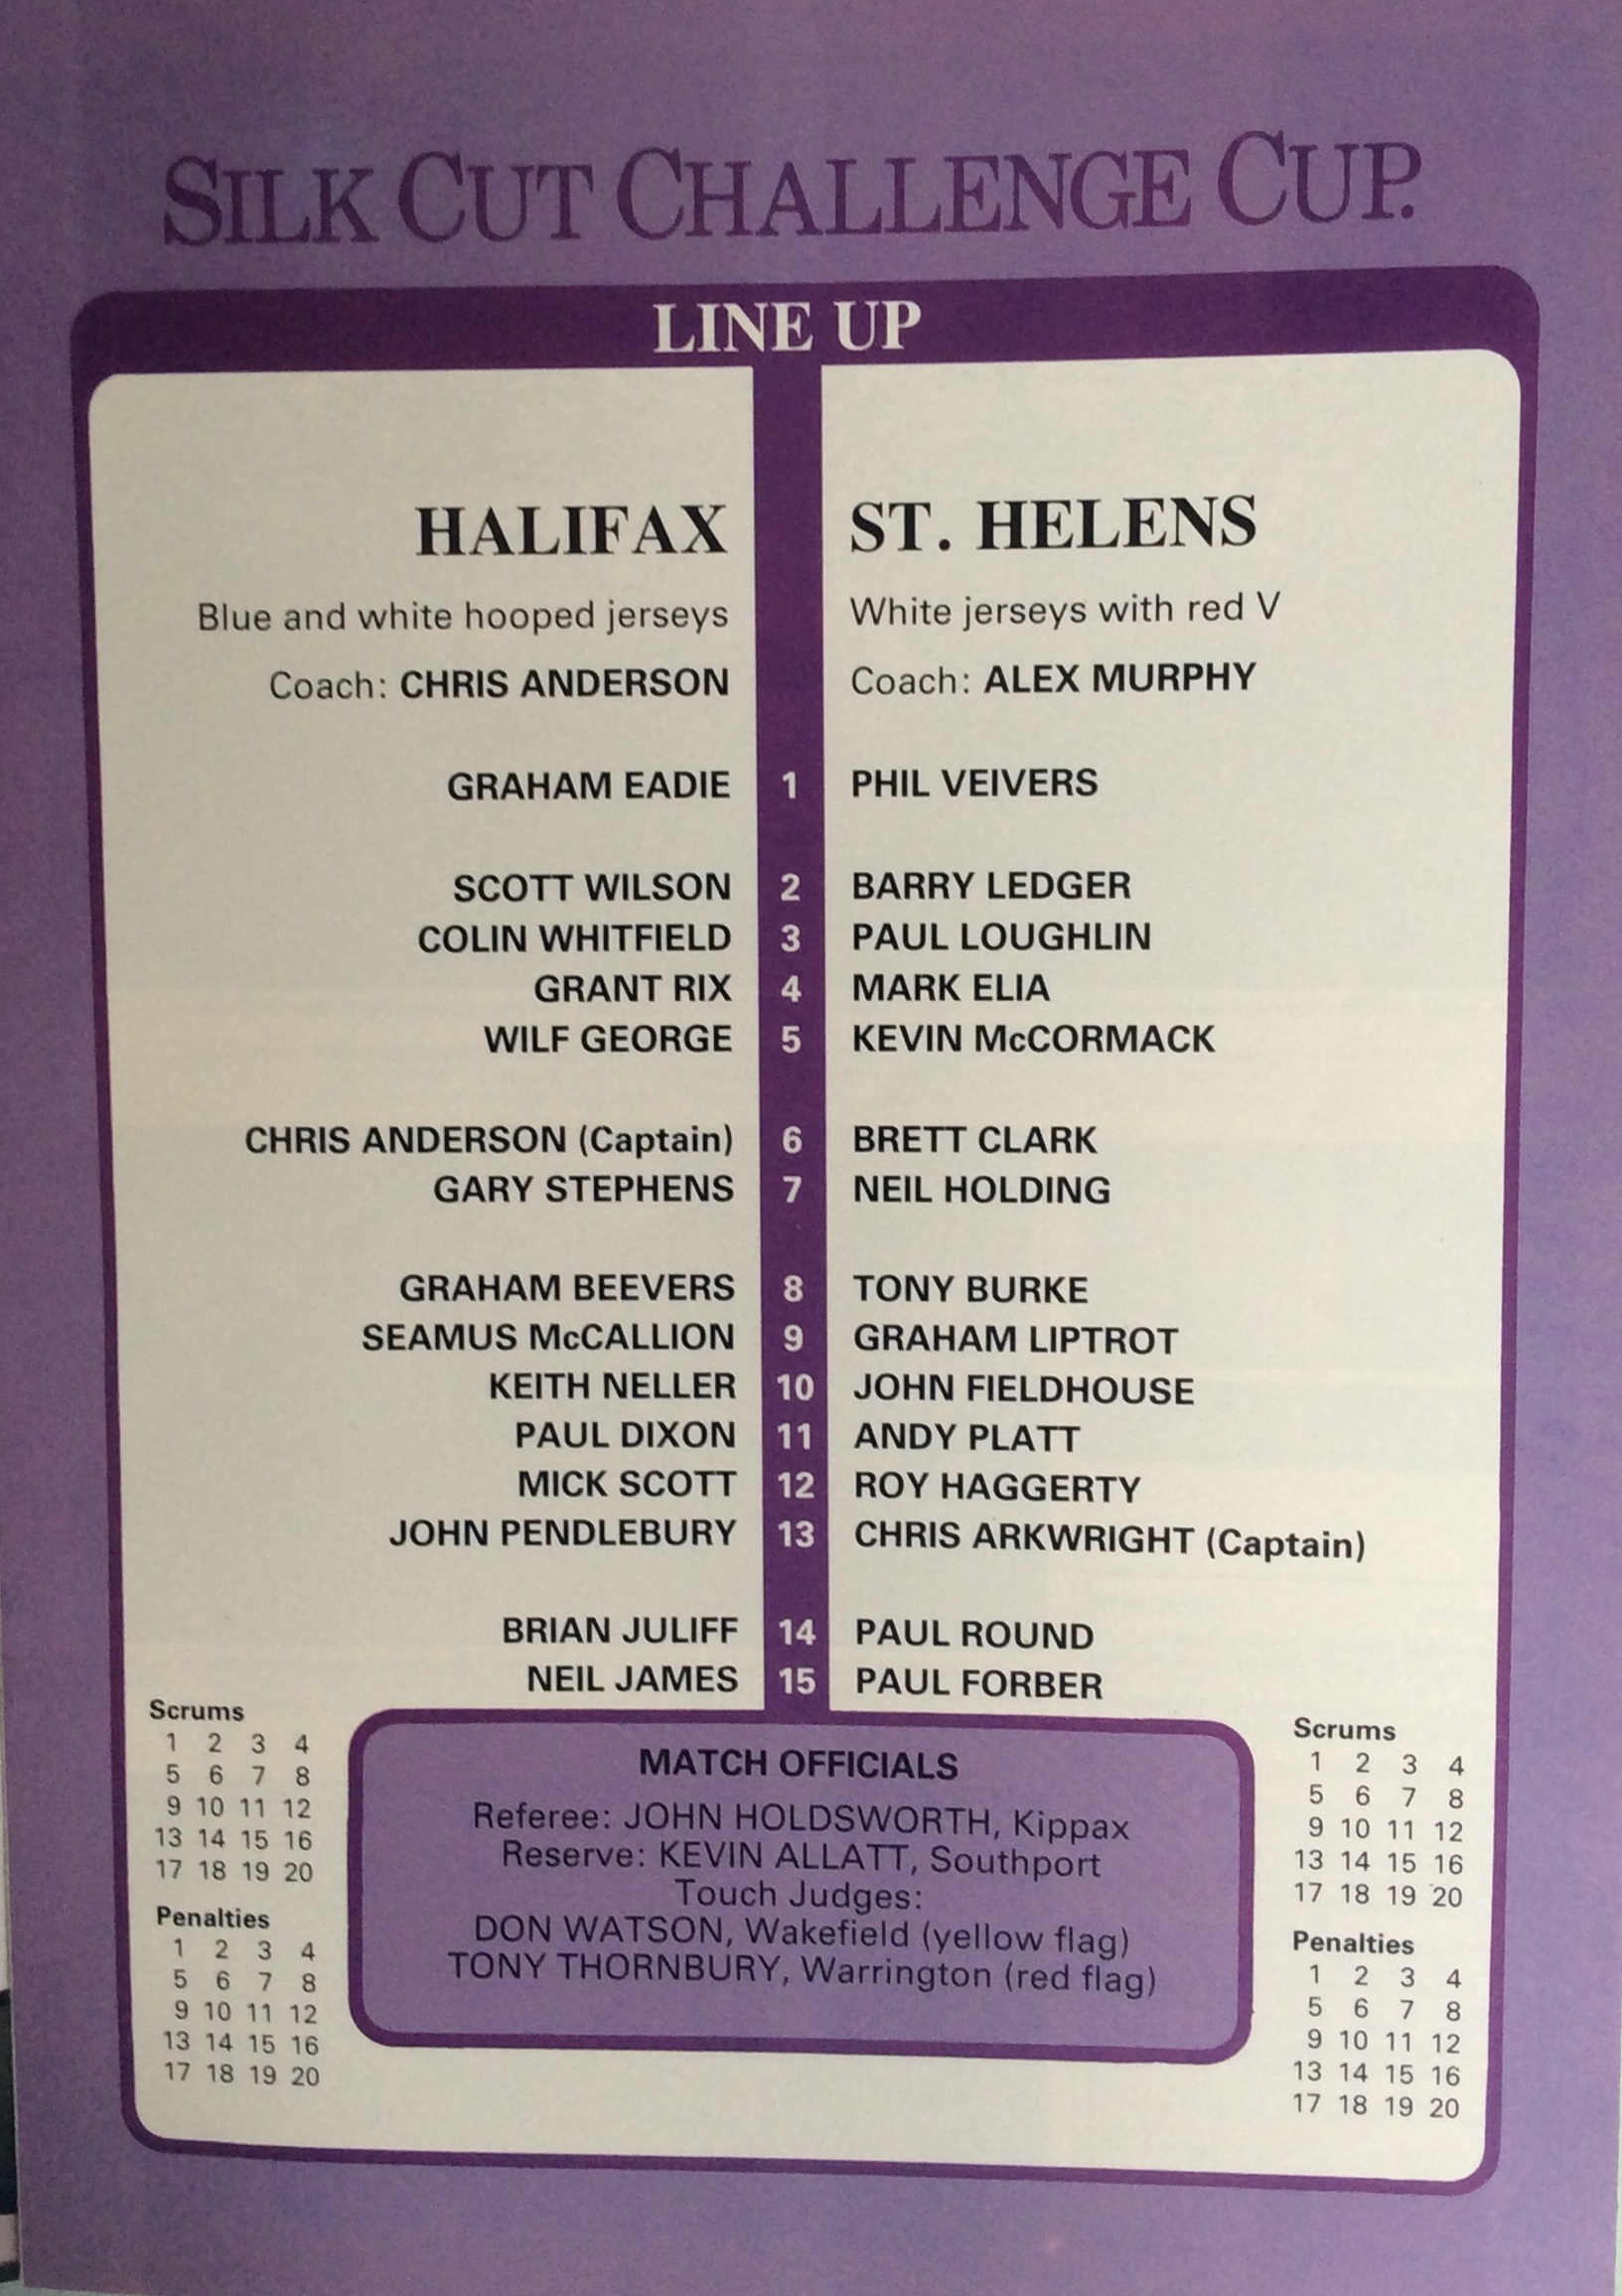 SILK CUT CHALLENGE CUP.
LINE UP
HALIFAX
Blue and white hooped jerseys
Coach: CHRIS ANDERSON
ST. HELENS
White jerseys with red V
Coach: ALEX MURPHY
GRAHAM EADIE 1 PHIL VEIVERS
SCOTT WILSON 2 BARRY LEDGER
COLIN WHITFIELD 3 PAUL LOUGHLIN
GRANT RIX 4 MARK ELIA
WILF GEORGE 5 KEVIN McCORMACK
CHRIS ANDERSON (Captain) 6 BRETT CLARK
GARY STEPHENS 7 NEIL HOLDING
GRAHAM BEEVERS 8 TONY BURKE
SEAMUS McCALLION 9 GRAHAM LIPTROT
KEITH NELLER 10 JOHN FIELDHOUSE
PAUL DIXON 11 ANDY PLATT
MICK SCOTT 12 ROY HAGGERTY
JOHN PENDLEBURY 13 CHRIS ARKWRIGHT (Captain)
BRIAN JULIFF 14 PAUL ROUND
NEIL JAMES 15 PAUL FORBER
Scrums
1 2 3 4
5 6 7 8
9 10 11 12
13 14 15 16
17 18 19 20
Penalties
1 2 3 4
5 6 7 8
9 10 11 12
13 14 15 16
17 18 19 20
MATCH OFFICIALS
Referee: JOHN HOLDSWORTH, Kippax
Reserve: KEVIN ALLATT, Southport
Touch Judges:
DON WATSON, Wakefield (yellow flag)
TONY THORNBURY, Warrington (red flag)
Scrums
1 2 3 4
5 6 7 8
9 10 11 12
13 14 15 16
17 18 19 20
Penalties
1 2 3 4
5 6 7 8
9 10 11 12
13 14 15 16
17 18 19 20